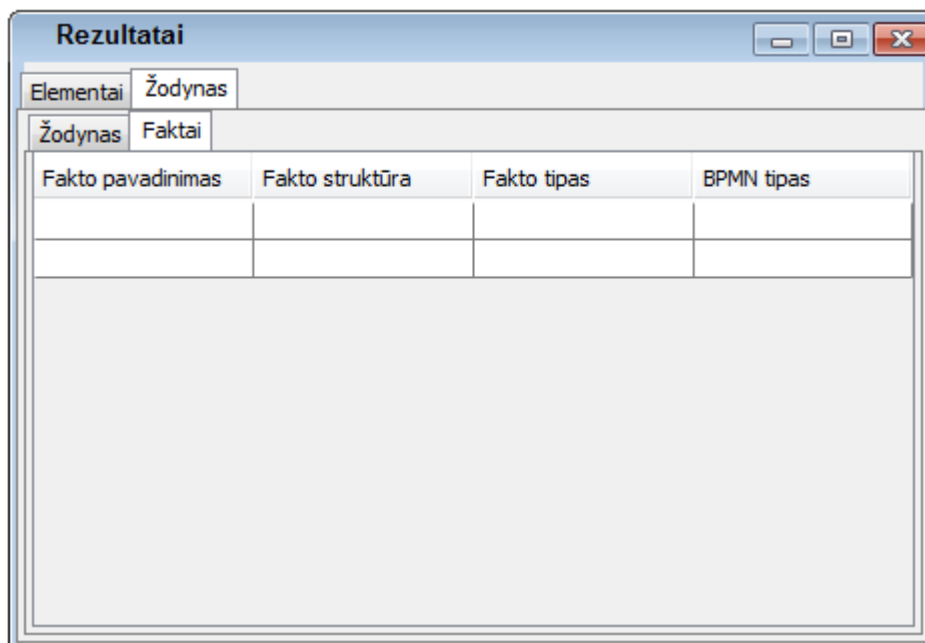 Rezultatai
Elementai Žodynas
Žodynas Faktai
Fakto pavadinimas Fakto struktūra Fakto tipas BPMN tipas